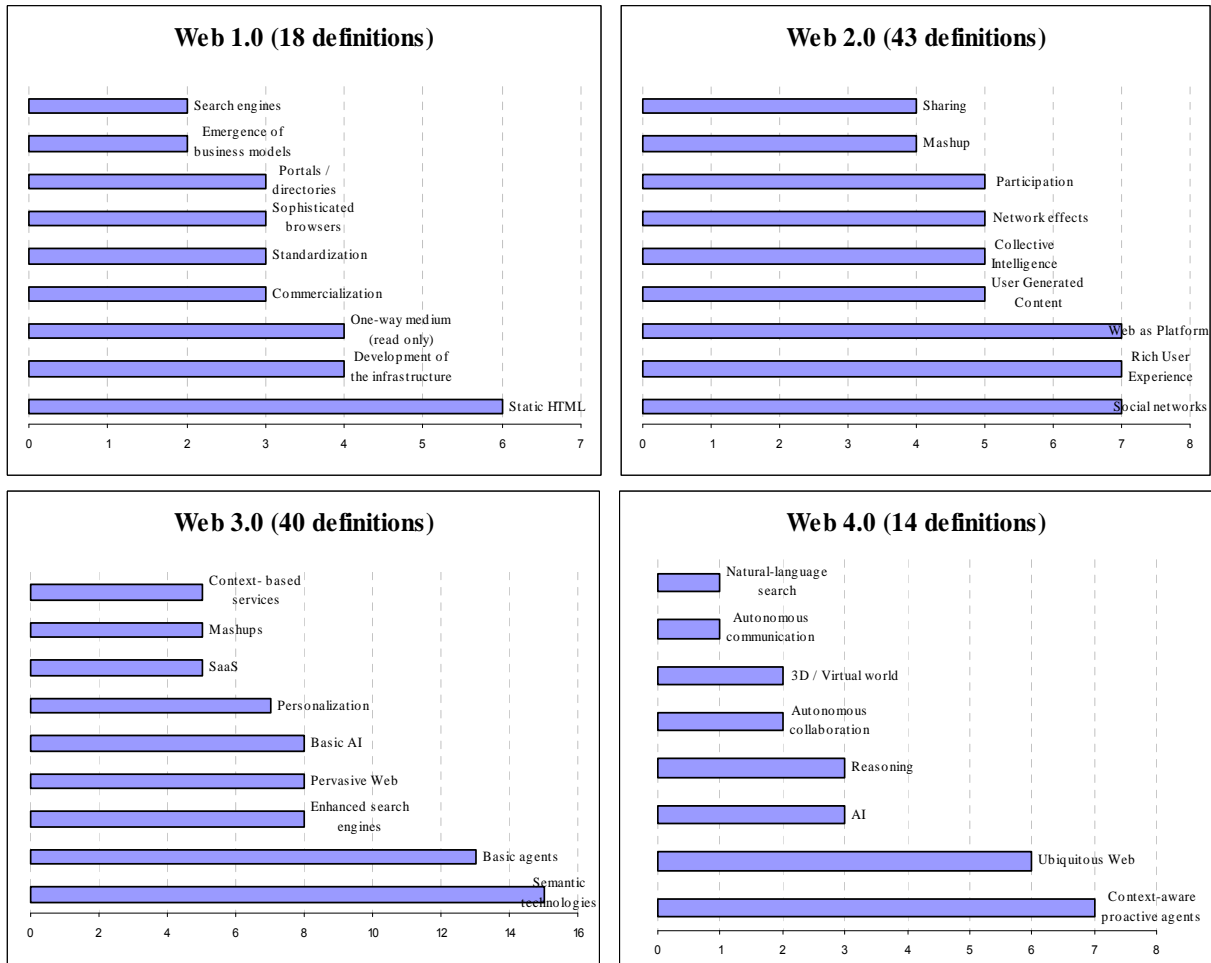 Web 1.0 (18 definitions)
Search engines
Emergence of
business models
Portals /
directories
Sophisticated
browsers
Standardization
Commercialization
One-way medium
(read only)
Development of
the infrastructure
Static HTML
0 1 2 3 4 5 6 7
Web 2.0 (43 definitions)
Sharing
Mashup
Participation
Network effects
Collective
Intelligence
User Generated
Content
Web as Platform
Rich User
Experience
Social networks
0 1 2 3 4 5 6 7 8
Web 3.0 (40 definitions)
Context- based
services
Mashups
SaaS
Personalization
Basic AI
Pervasive Web
Enhanced search
engines
Basic agents
Semantic
technologies
0 2 4 6 8 10 12 14 16
Web 4.0 (14 definitions)
Natural-language
search
Autonomous
communication
3D / Virtual world
Autonomous
collaboration
Reasoning
AI
Ubiquitous Web
Context-aware
proactive agents
0 1 2 3 4 5 6 7 8